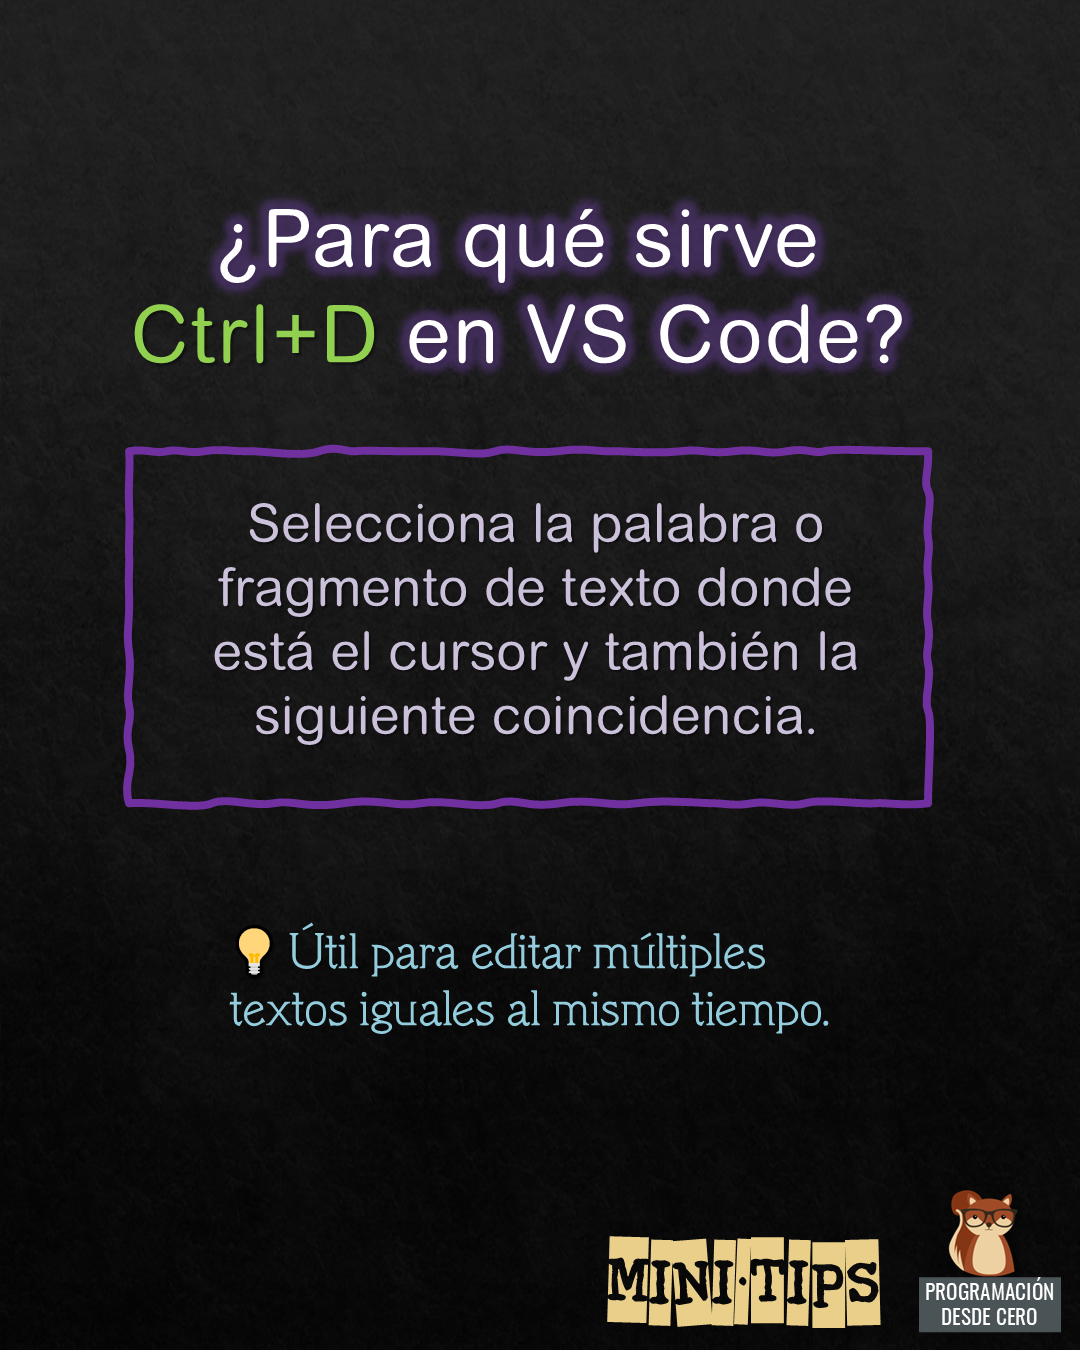 ¿Para qué sirve
Ctrl+D en VS Code?
Selecciona la palabra o
fragmento de texto donde
está el cursor y también la
siguiente coincidencia.
💡 Útil para editar múltiples
textos iguales al mismo tiempo.
MINI·TIPS
PROGRAMACIÓN
DESDE CERO